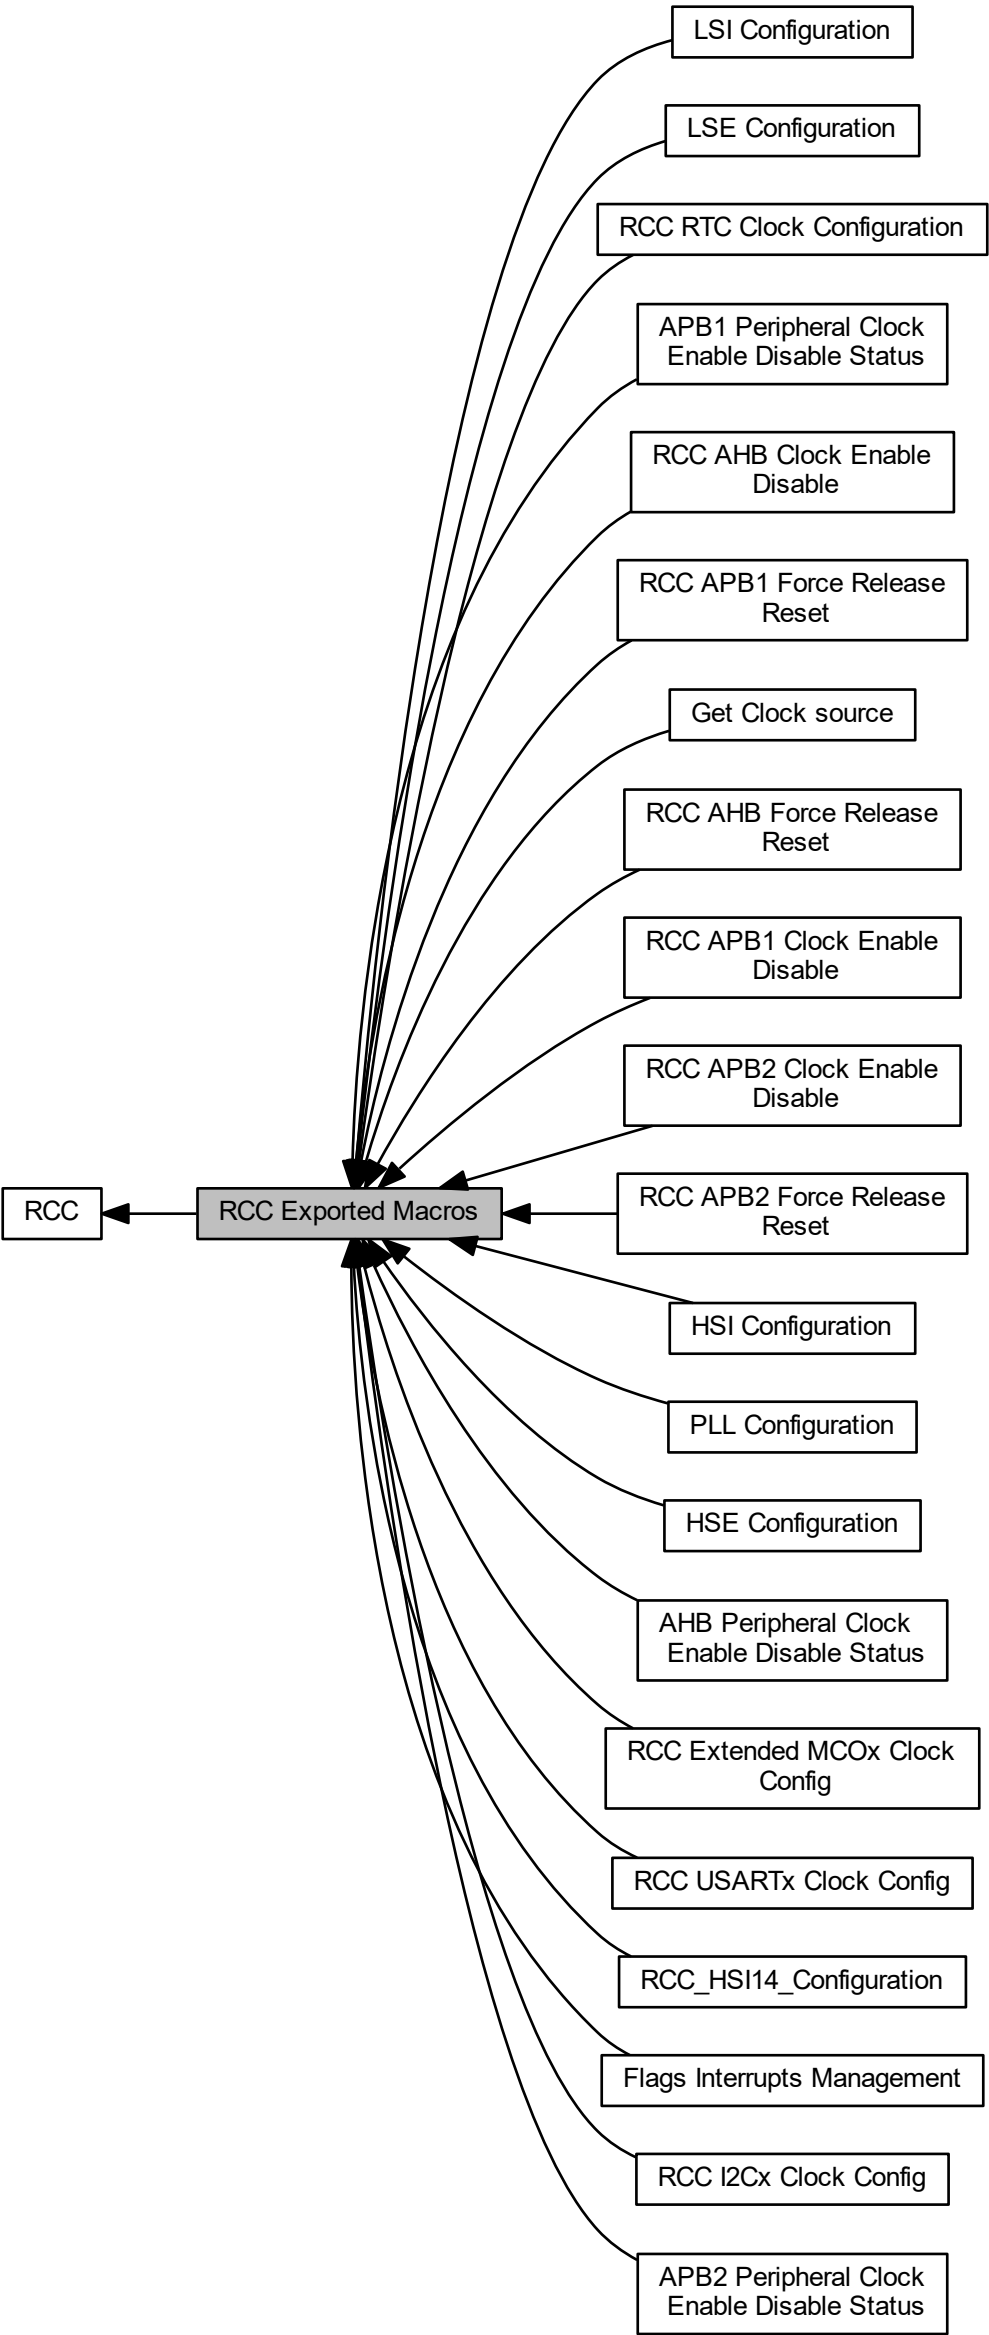 LSI Configuration
LSE Configuration
RCC RTC Clock Configuration
APB1 Peripheral Clock
Enable Disable Status
RCC AHB Clock Enable
Disable
RCC APB1 Force Release
Reset
Get Clock source
RCC AHB Force Release
Reset
RCC APB1 Clock Enable
Disable
RCC APB2 Clock Enable
Disable
RCC
RCC Exported Macros
RCC APB2 Force Release
Reset
HSI Configuration
PLL Configuration
HSE Configuration
AHB Peripheral Clock
Enable Disable Status
RCC Extended MCOx Clock
Config
RCC USARTx Clock Config
RCC_HSI14_Configuration
Flags Interrupts Management
RCC I2Cx Clock Config
APB2 Peripheral Clock
Enable Disable Status